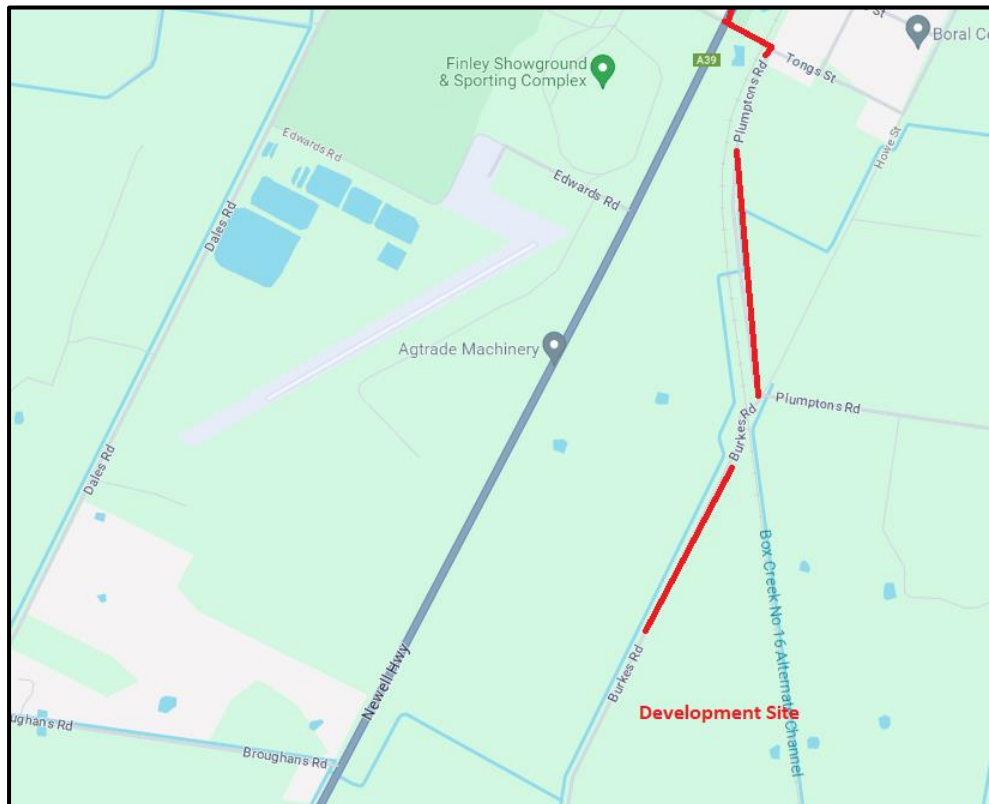 St
Boral Co
Finley Showground
& Sporting Complex
A39
Tongs St
Plumptons Rd
Howe St
Edwards Rd
Edwards Rd
Dales Rd
Agtrade Machinery
Plumptons Rd
Burkes Rd
Dales Rd
Box Creek No 16 Alternate Channel
Burkes Rd
Newell Hwy
Development Site
ughans Rd
Broughans Rd